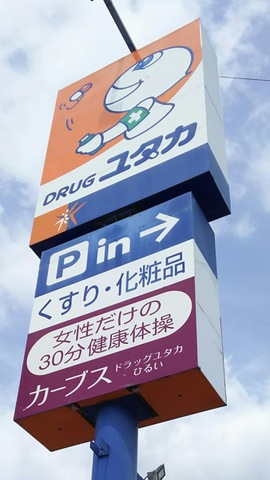 DRUG ユタカ
P in →
くすり・化粧品
女性だけの
30分健康体操
カーブス ドラッグユタカ
ひるい